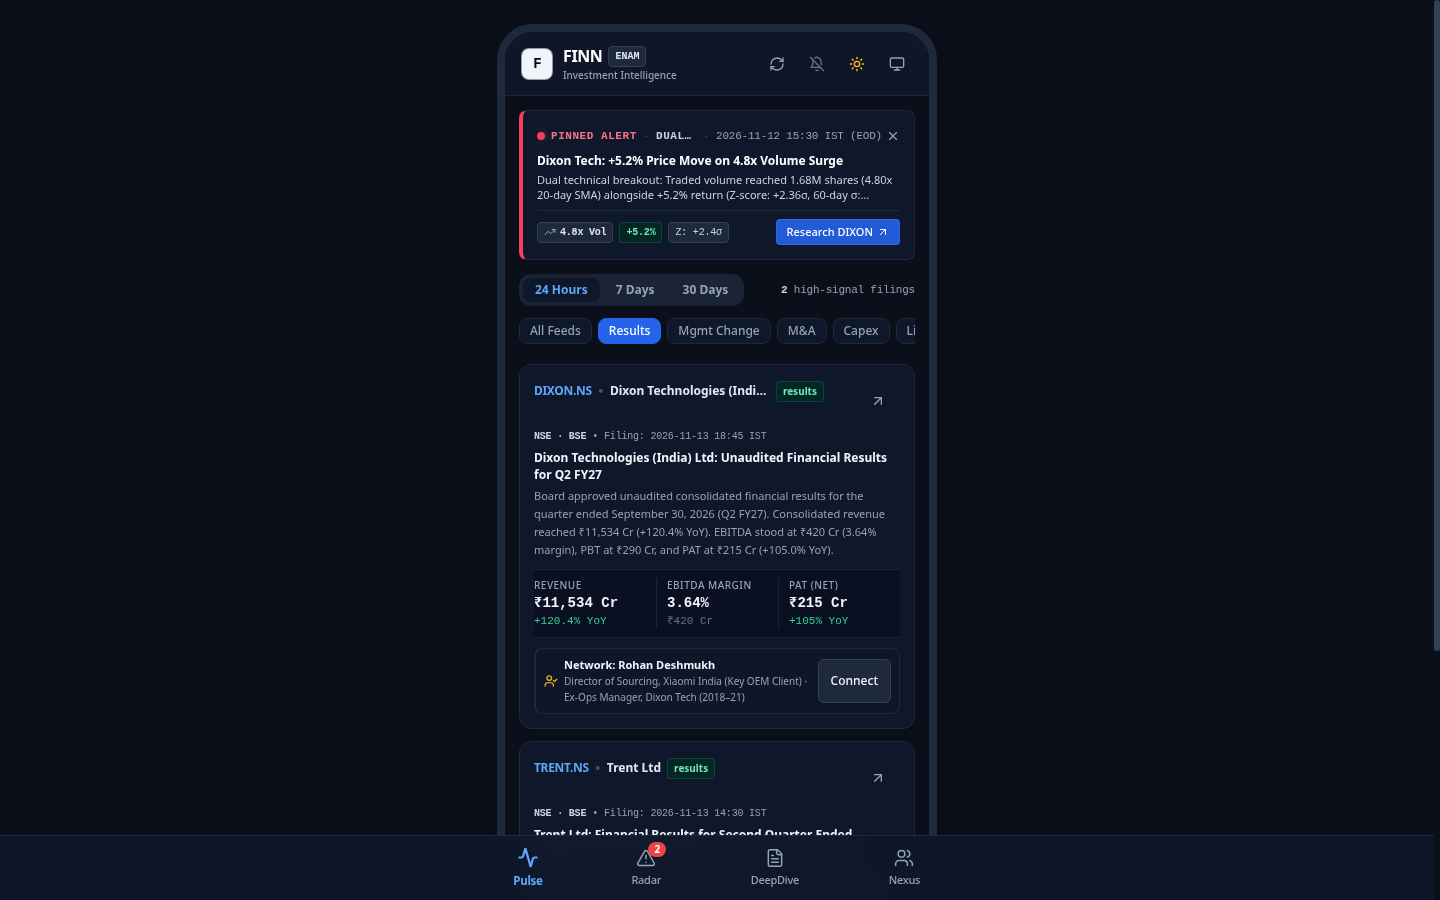 F
FINN ENAM
Investment Intelligence
PINNED ALERT · DUAL… · 2026-11-12 15:30 IST (EOD)
Dixon Tech: +5.2% Price Move on 4.8x Volume Surge
Dual technical breakout: Traded volume reached 1.68M shares (4.80x
20-day SMA) alongside +5.2% return (Z-score: +2.36σ, 60-day σ:…
4.8x Vol +5.2% Z: +2.4σ Research DIXON
24 Hours 7 Days 30 Days 2 high-signal filings
All Feeds Results Mgmt Change M&A Capex Li
DIXON.NS • Dixon Technologies (Indi… results
NSE · BSE • Filing: 2026-11-13 18:45 IST
Dixon Technologies (India) Ltd: Unaudited Financial Results
for Q2 FY27
Board approved unaudited consolidated financial results for the
quarter ended September 30, 2026 (Q2 FY27). Consolidated revenue
reached ₹11,534 Cr (+120.4% YoY). EBITDA stood at ₹420 Cr (3.64%
margin), PBT at ₹290 Cr, and PAT at ₹215 Cr (+105.0% YoY).
REVENUE EBITDA MARGIN PAT (NET)
₹11,534 Cr 3.64% ₹215 Cr
+120.4% YoY ₹420 Cr +105% YoY
Network: Rohan Deshmukh
Director of Sourcing, Xiaomi India (Key OEM Client) ·
Ex-Ops Manager, Dixon Tech (2018–21)
Connect
TRENT.NS • Trent Ltd results
NSE · BSE • Filing: 2026-11-13 14:30 IST
Trent Ltd: Financial Results for Second Quarter Ended
2
Pulse Radar DeepDive Nexus